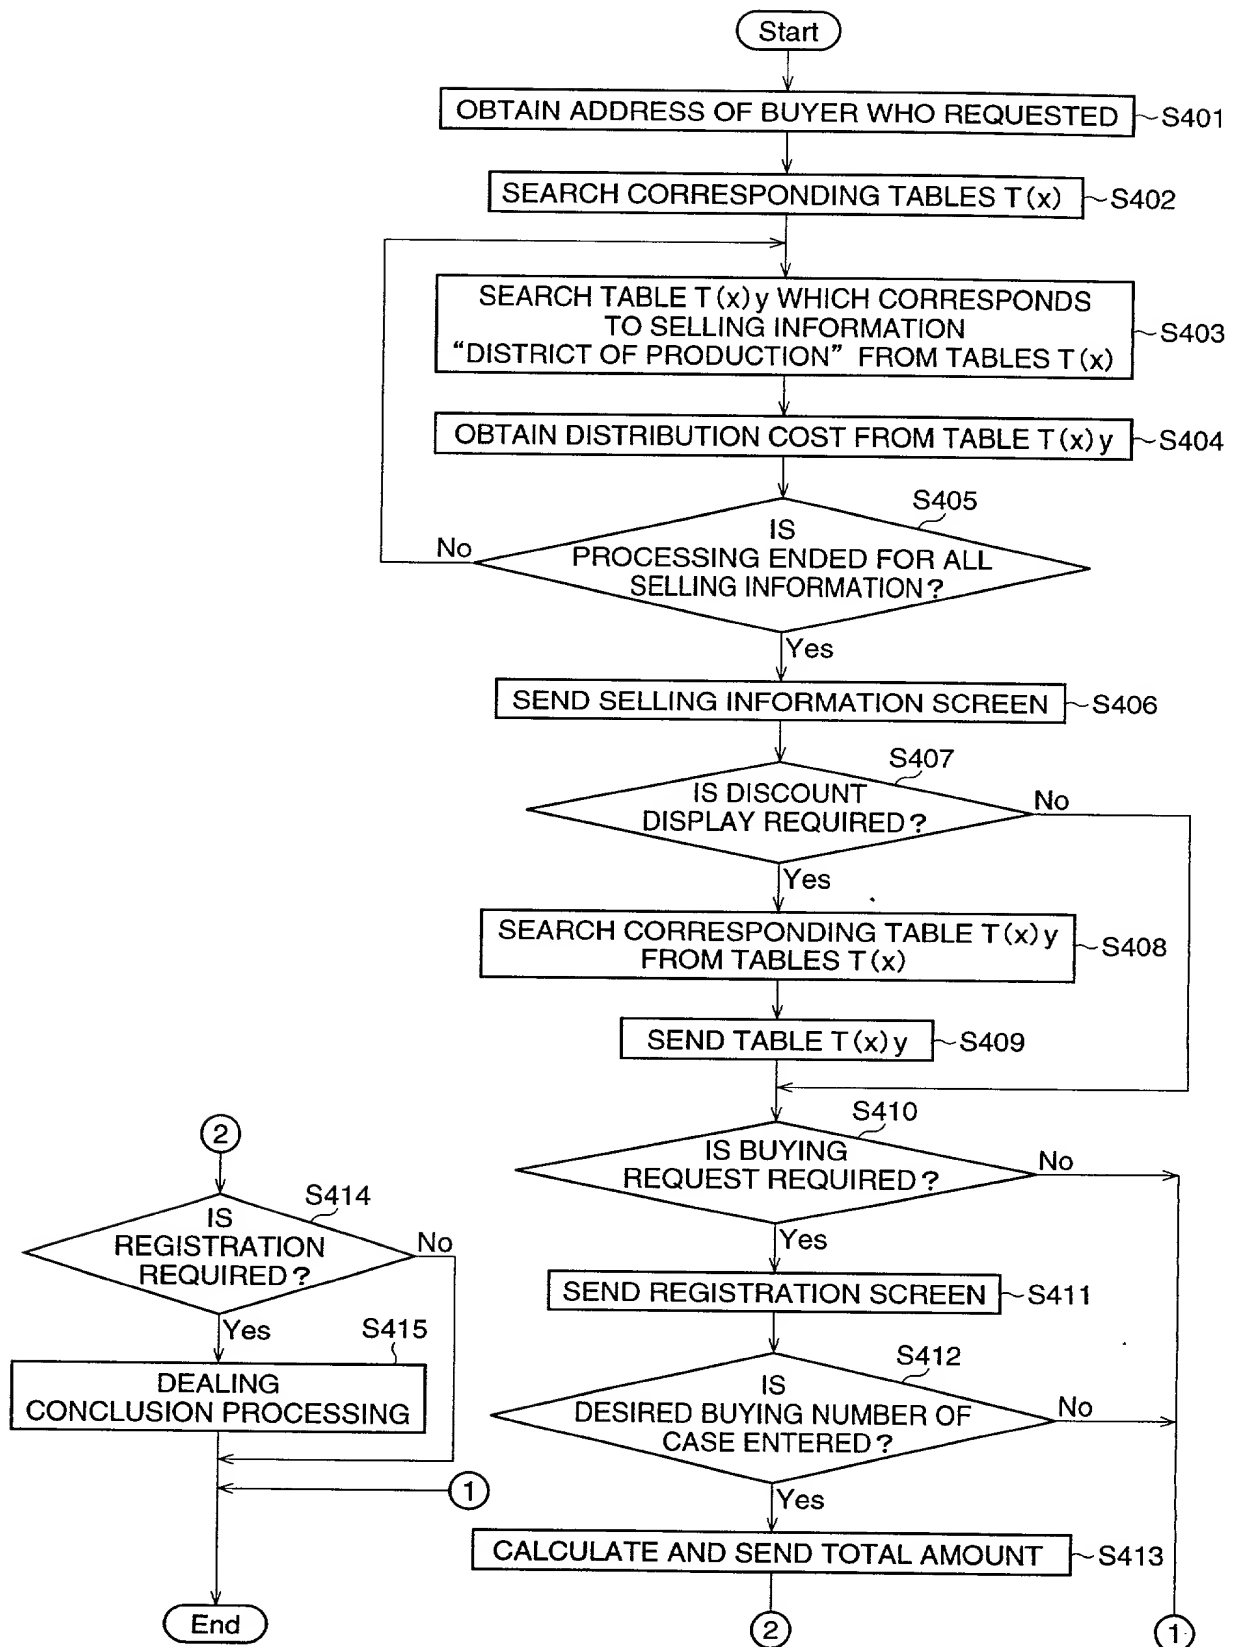 Start
OBTAIN ADDRESS OF BUYER WHO REQUESTED
S401
SEARCH CORRESPONDING TABLES T(x)
S402
SEARCH TABLE T(x)y WHICH CORRESPONDS
TO SELLING INFORMATION
“DISTRICT OF PRODUCTION” FROM TABLES T(x)
S403
OBTAIN DISTRIBUTION COST FROM TABLE T(x)y
S404
S405
IS
PROCESSING ENDED FOR ALL
SELLING INFORMATION?
No
Yes
SEND SELLING INFORMATION SCREEN
S406
S407
IS DISCOUNT
DISPLAY REQUIRED?
No
Yes
SEARCH CORRESPONDING TABLE T(x)y
FROM TABLES T(x)
S408
SEND TABLE T(x)y
S409
S410
IS BUYING
REQUEST REQUIRED?
No
Yes
SEND REGISTRATION SCREEN
S411
S412
IS
DESIRED BUYING NUMBER OF
CASE ENTERED?
No
Yes
CALCULATE AND SEND TOTAL AMOUNT
S413
2
1
2
S414
IS
REGISTRATION
REQUIRED?
No
Yes
S415
DEALING
CONCLUSION PROCESSING
1
End